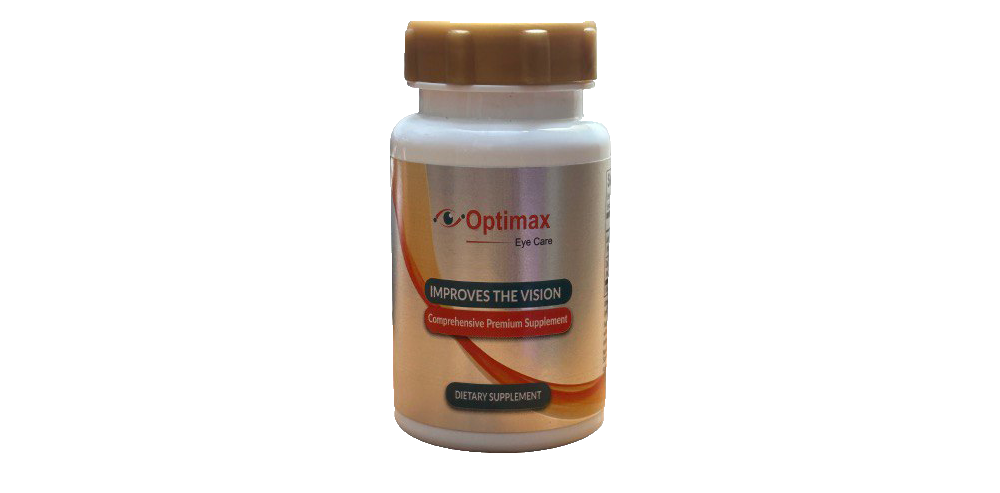 Optimax
Eye Care
IMPROVES THE VISION
Comprehensive Premium Supplement
DIETARY SUPPLEMENT